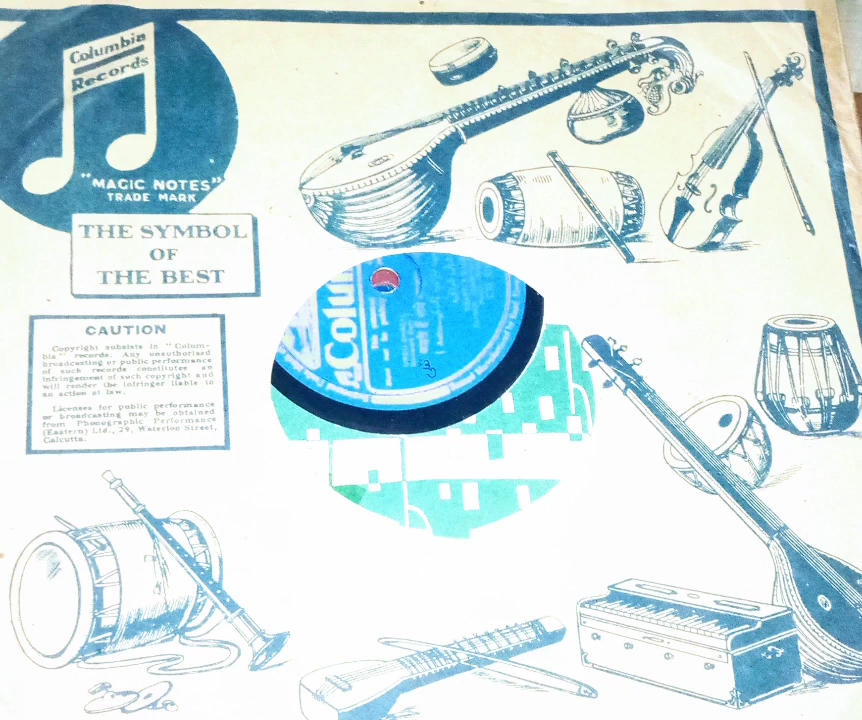 Columbia
Records
"MAGIC NOTES"
TRADE MARK
THE SYMBOL
OF
THE BEST
CAUTION
Copyright subsists in "Colum-
bia" records. Any unauthorised
broadcasting or public performance
of such records constitutes an
infringement of such copyright and
will render the infringer liable to
an action at law.
Licenses for public performance
or broadcasting may be obtained
from Phonographic Performance
(Eastern) Ltd., 29, Waterloo Street,
Calcutta.
Colu